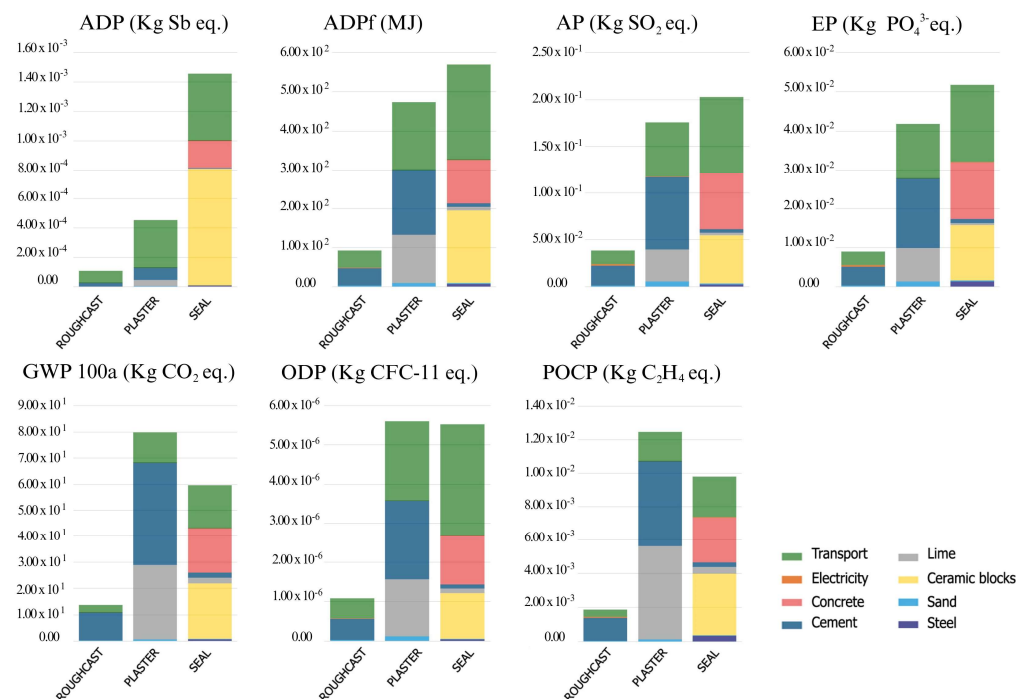 ADP (Kg Sb eq.)
1.60 x 10⁻³
1.40 x 10⁻³
1.20 x 10⁻³
1.00 x 10⁻³
8.00 x 10⁻⁴
6.00 x 10⁻⁴
4.00 x 10⁻⁴
2.00 x 10⁻⁴
0.00
ROUGHCAST
PLASTER
SEAL
ADPf (MJ)
6.00 x 10²
5.00 x 10²
4.00 x 10²
3.00 x 10²
2.00 x 10²
1.00 x 10²
0.00
ROUGHCAST
PLASTER
SEAL
AP (Kg SO₂ eq.)
2.50 x 10⁻¹
2.00 x 10⁻¹
1.50 x 10⁻¹
1.00 x 10⁻¹
5.00 x 10⁻²
0.00
ROUGHCAST
PLASTER
SEAL
EP (Kg PO₄³⁻ eq.)
6.00 x 10⁻²
4.00 x 10⁻²
2.00 x 10⁻²
1.00 x 10⁻²
0.00
ROUGHCAST
PLASTER
SEAL
GWP 100a (Kg CO₂ eq.)
9.00 x 10¹
8.00 x 10¹
7.00 x 10¹
6.00 x 10¹
5.00 x 10¹
4.00 x 10¹
3.00 x 10¹
2.00 x 10¹
1.00 x 10¹
0.00
ROUGHCAST
PLASTER
SEAL
ODP (Kg CFC-11 eq.)
6.00 x 10⁻⁶
5.00 x 10⁻⁶
4.00 x 10⁻⁶
3.00 x 10⁻⁶
2.00 x 10⁻⁶
1.00 x 10⁻⁶
0.00
ROUGHCAST
PLASTER
SEAL
POCP (Kg C₂H₄ eq.)
1.40 x 10⁻²
1.20 x 10⁻²
1.00 x 10⁻²
8.00 x 10⁻³
6.00 x 10⁻³
4.00 x 10⁻³
2.00 x 10⁻³
0.00
ROUGHCAST
PLASTER
SEAL
Transport
Electricity
Concrete
Cement
Lime
Ceramic blocks
Sand
Steel